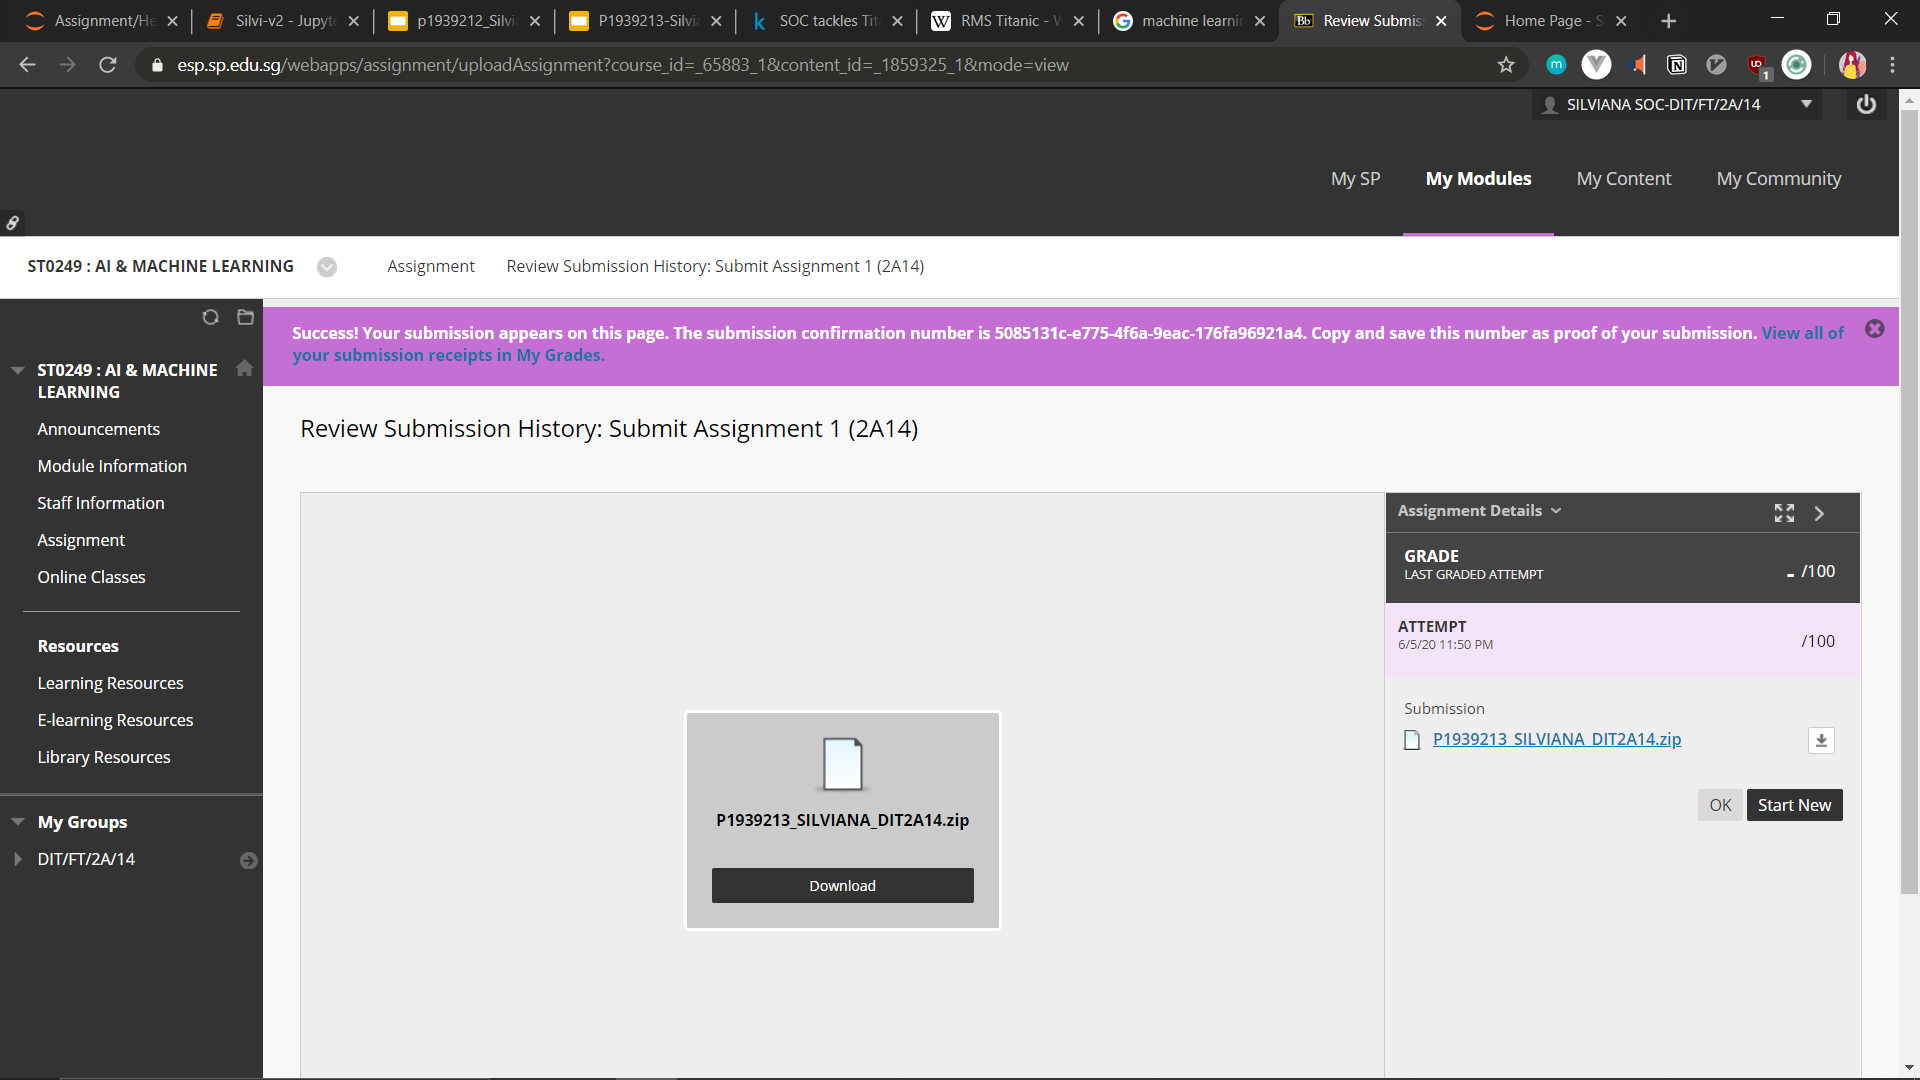 Assignment/He
Silvi-v2 - Jupyte
p1939212_Silvi
P1939213-Silvia
SOC tackles Tit
RMS Titanic - W
machine learnin
Review Submiss
Home Page - S
esp.sp.edu.sg/webapps/assignment/uploadAssignment?course_id=_65883_1&content_id=_1859325_1&mode=view
SILVIANA SOC-DIT/FT/2A/14
My SP
My Modules
My Content
My Community
ST0249 : AI & MACHINE LEARNING
Assignment
Review Submission History: Submit Assignment 1 (2A14)
Success! Your submission appears on this page. The submission confirmation number is 5085131c-e775-4f6a-9eac-176fa96921a4. Copy and save this number as proof of your submission. View all of
your submission receipts in My Grades.
ST0249 : AI & MACHINE
LEARNING
Announcements
Module Information
Staff Information
Assignment
Online Classes
Resources
Learning Resources
E-learning Resources
Library Resources
My Groups
DIT/FT/2A/14
Review Submission History: Submit Assignment 1 (2A14)
P1939213_SILVIANA_DIT2A14.zip
Download
Assignment Details
GRADE
LAST GRADED ATTEMPT
- /100
ATTEMPT
6/5/20 11:50 PM
/100
Submission
P1939213_SILVIANA_DIT2A14.zip
OK
Start New